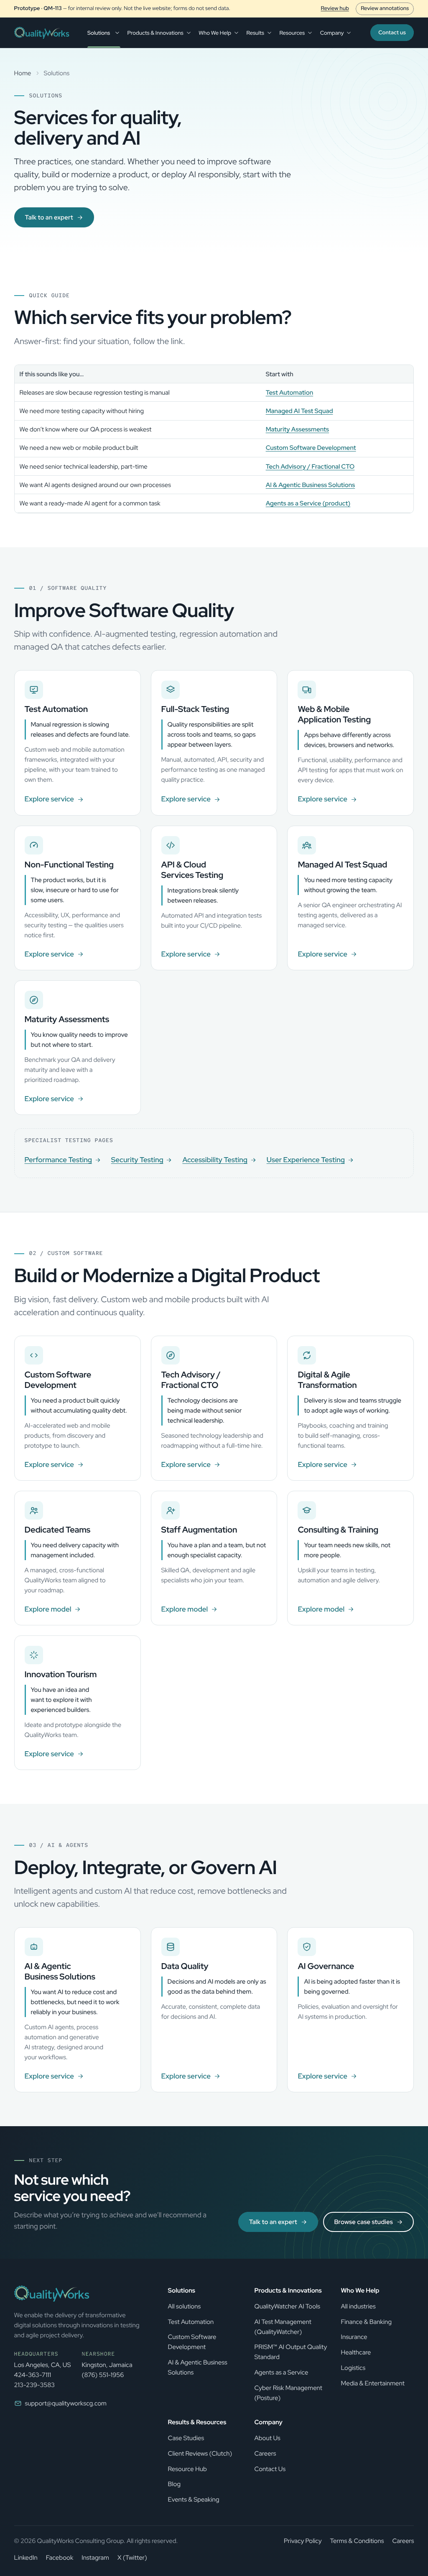 Prototype · QM-113 — for internal review only. Not the live website; forms do not send data.
Review hub
Review annotations
QualityWorks
Solutions
Products & Innovations
Who We Help
Results
Resources
Company
Contact us
Home > Solutions
SOLUTIONS
Services for quality,
delivery and AI
Three practices, one standard. Whether you need to improve software
quality, build or modernize a product, or deploy AI responsibly, start with the
problem you are trying to solve.
Talk to an expert →
QUICK GUIDE
Which service fits your problem?
Answer-first: find your situation, follow the link.
If this sounds like you… Start with
Releases are slow because regression testing is manual Test Automation
We need more testing capacity without hiring Managed AI Test Squad
We don't know where our QA process is weakest Maturity Assessments
We need a new web or mobile product built Custom Software Development
We need senior technical leadership, part-time Tech Advisory / Fractional CTO
We want AI agents designed around our own processes AI & Agentic Business Solutions
We want a ready-made AI agent for a common task Agents as a Service (product)
01 / SOFTWARE QUALITY
Improve Software Quality
Ship with confidence. AI-augmented testing, regression automation and
managed QA that catches defects earlier.
Test Automation
Manual regression is slowing
releases and defects are found late.
Custom web and mobile automation
frameworks, integrated with your
pipeline, with your team trained to
own them.
Explore service →
Full-Stack Testing
Quality responsibilities are split
across tools and teams, so gaps
appear between layers.
Manual, automated, API, security and
performance testing as one managed
quality practice.
Explore service →
Web & Mobile
Application Testing
Apps behave differently across
devices, browsers and networks.
Functional, usability, performance and
API testing for apps that must work on
every device.
Explore service →
Non-Functional Testing
The product works, but it is
slow, insecure or hard to use for
some users.
Accessibility, UX, performance and
security testing — the qualities users
notice first.
Explore service →
API & Cloud
Services Testing
Integrations break silently
between releases.
Automated API and integration tests
built into your CI/CD pipeline.
Explore service →
Managed AI Test Squad
You need more testing capacity
without growing the team.
A senior QA engineer orchestrating AI
testing agents, delivered as a
managed service.
Explore service →
Maturity Assessments
You know quality needs to improve
but not where to start.
Benchmark your QA and delivery
maturity and leave with a
prioritized roadmap.
Explore service →
SPECIALIST TESTING PAGES
Performance Testing → Security Testing → Accessibility Testing → User Experience Testing →
02 / CUSTOM SOFTWARE
Build or Modernize a Digital Product
Big vision, fast delivery. Custom web and mobile products built with AI
acceleration and continuous quality.
Custom Software
Development
You need a product built quickly
without accumulating quality debt.
AI-accelerated web and mobile
products, from discovery and
prototype to launch.
Explore service →
Tech Advisory /
Fractional CTO
Technology decisions are
being made without senior
technical leadership.
Seasoned technology leadership and
roadmapping without a full-time hire.
Explore service →
Digital & Agile
Transformation
Delivery is slow and teams struggle
to adopt agile ways of working.
Playbooks, coaching and training
to build self-managing, cross-
functional teams.
Explore service →
Dedicated Teams
You need delivery capacity with
management included.
A managed, cross-functional
QualityWorks team aligned to
your roadmap.
Explore model →
Staff Augmentation
You have a plan and a team, but not
enough specialist capacity.
Skilled QA, development and agile
specialists who join your team.
Explore model →
Consulting & Training
Your team needs new skills, not
more people.
Upskill your teams in testing,
automation and agile delivery.
Explore model →
Innovation Tourism
You have an idea and
want to explore it with
experienced builders.
Ideate and prototype alongside the
QualityWorks team.
Explore service →
03 / AI & AGENTS
Deploy, Integrate, or Govern AI
Intelligent agents and custom AI that reduce cost, remove bottlenecks and
unlock new capabilities.
AI & Agentic
Business Solutions
You want AI to reduce cost and
bottlenecks, but need it to work
reliably in your business.
Custom AI agents, process
automation and generative
AI strategy, designed around
your workflows.
Explore service →
Data Quality
Decisions and AI models are only as
good as the data behind them.
Accurate, consistent, complete data
for decisions and AI.
Explore service →
AI Governance
AI is being adopted faster than it is
being governed.
Policies, evaluation and oversight for
AI systems in production.
Explore service →
NEXT STEP
Not sure which
service you need?
Describe what you're trying to achieve and we'll recommend a
starting point.
Talk to an expert →
Browse case studies →
QualityWorks
We enable the delivery of transformative
digital solutions through innovations in testing
and agile project delivery.
HEADQUARTERS
Los Angeles, CA, US
424-363-7111
213-239-3583
NEARSHORE
Kingston, Jamaica
(876) 551-1956
support@qualityworkscg.com
Solutions
All solutions
Test Automation
Custom Software
Development
AI & Agentic Business
Solutions
Products & Innovations
QualityWatcher AI Tools
AI Test Management
(QualityWatcher)
PRISM™ AI Output Quality
Standard
Agents as a Service
Cyber Risk Management
(Posture)
Who We Help
All industries
Finance & Banking
Insurance
Healthcare
Logistics
Media & Entertainment
Results & Resources
Case Studies
Client Reviews (Clutch)
Resource Hub
Blog
Events & Speaking
Company
About Us
Careers
Contact Us
© 2026 QualityWorks Consulting Group. All rights reserved.
Privacy Policy Terms & Conditions Careers
LinkedIn Facebook Instagram X (Twitter)